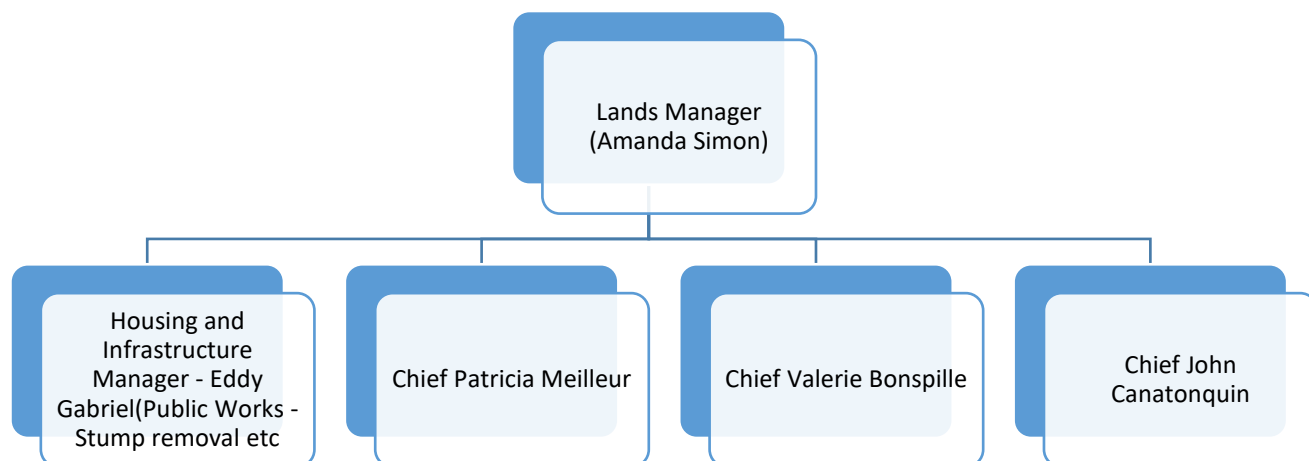 Lands Manager
(Amanda Simon)
Housing and
Infrastructure
Manager - Eddy
Gabriel(Public Works -
Stump removal etc
Chief Patricia Meilleur
Chief Valerie Bonspille
Chief John
Canatonquin